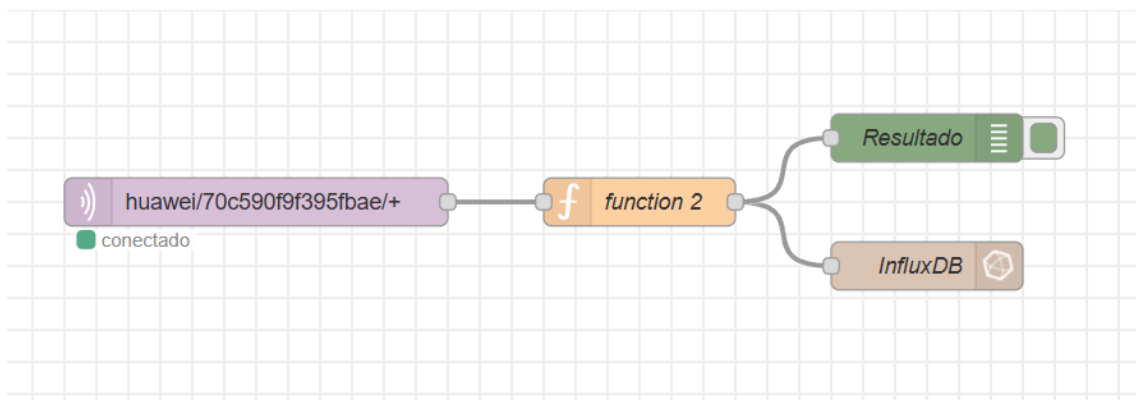 Resultado
huawei/70c590f9f395fbae/+
function 2
conectado
InfluxDB